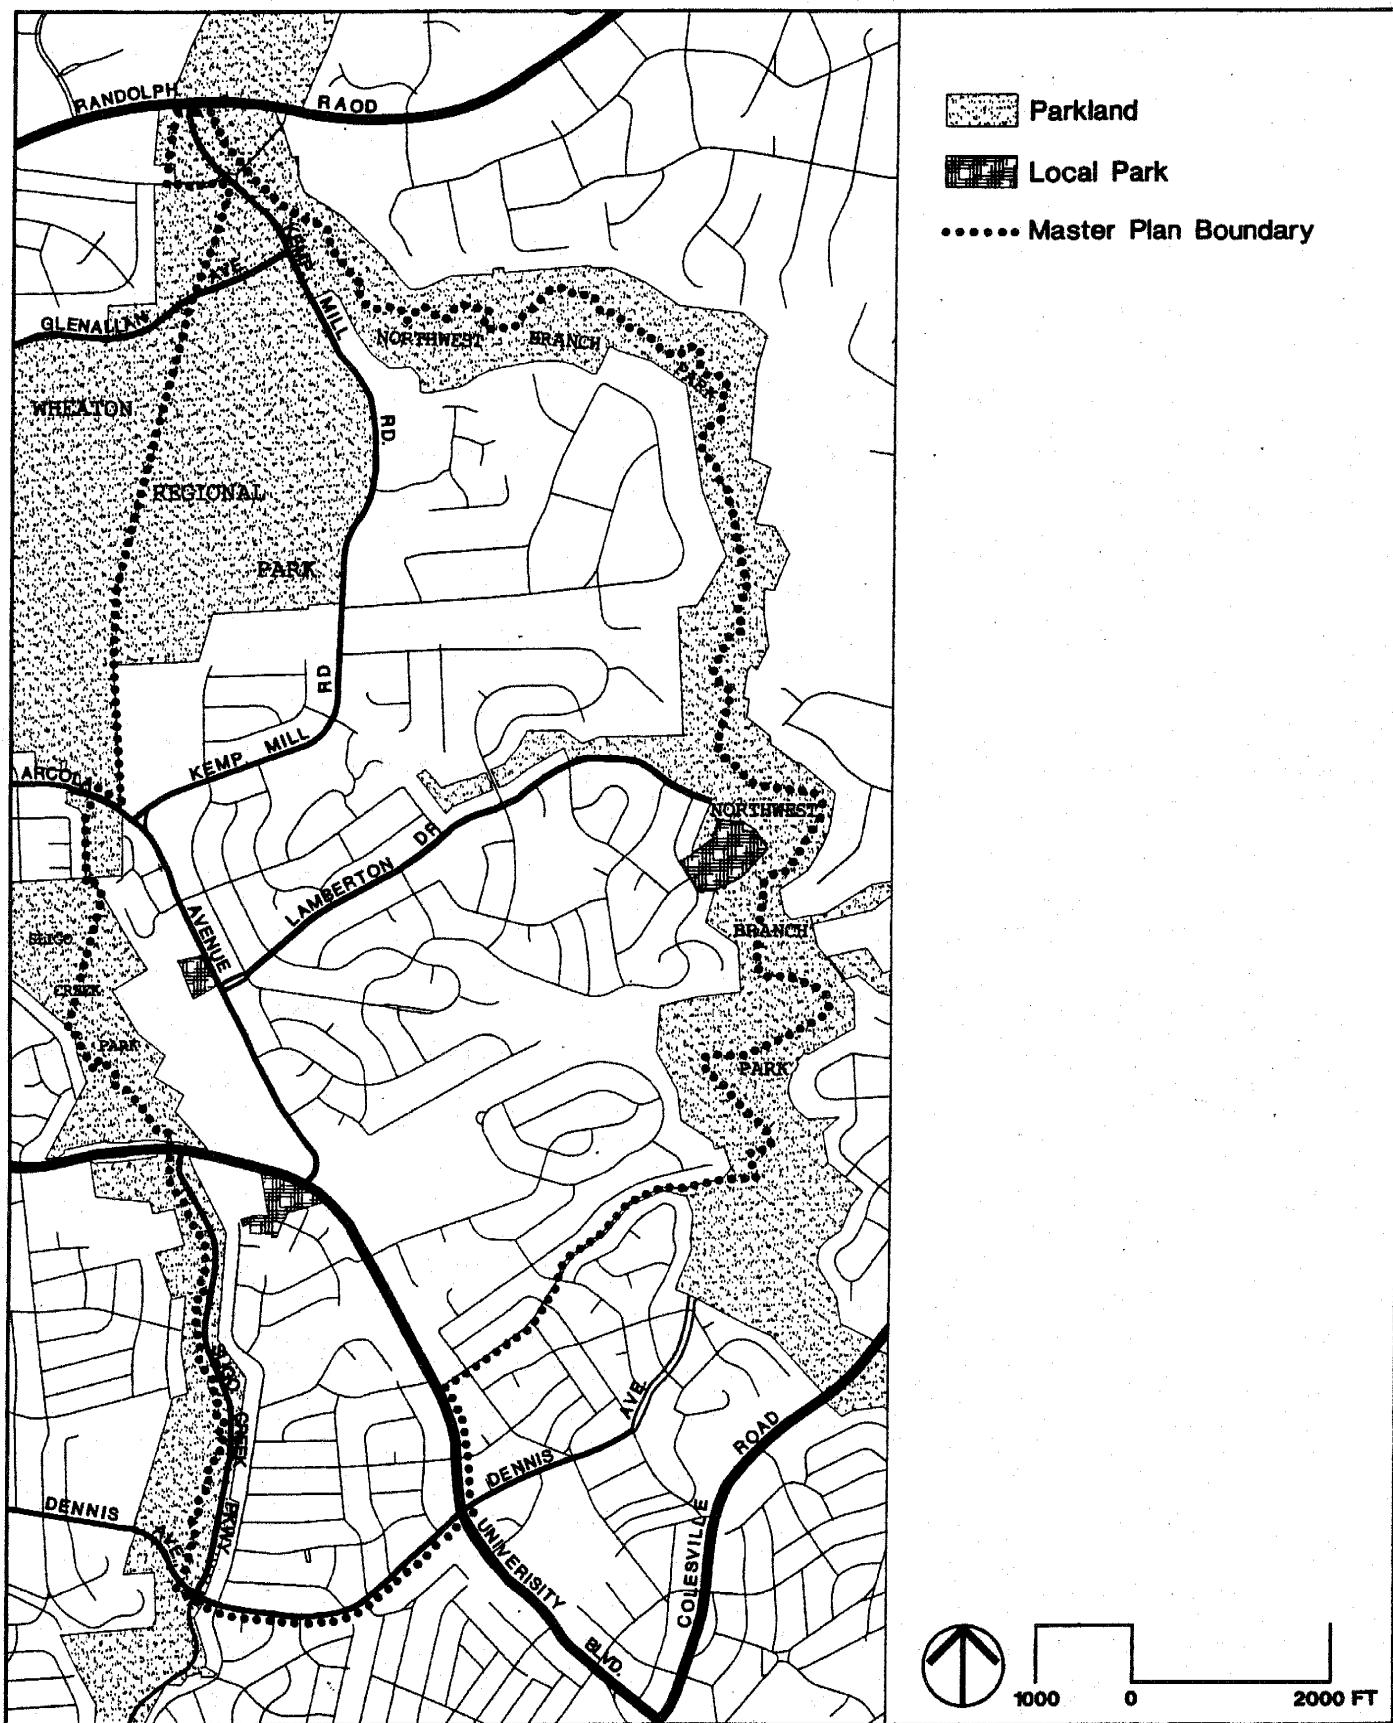 RANDOLPH RAOD
Parkland
Local Park
Master Plan Boundary
KEMP MILL RD.
GLENALLAN AVE
NORTHWEST BRANCH PARK
WHEATON
REGIONAL
PARK
KEMP MILL RD
ARCOLA
AVENUE
LAMBERTON DR
NORTHWEST
BRANCH
PARK
SLIGO
CREEK
PARK
SLIGO CREEK PKWY
DENNIS AVE
DENNIS AVE.
UNIVERISITY BLVD.
COLESVILLE ROAD
1000 0 2000 FT